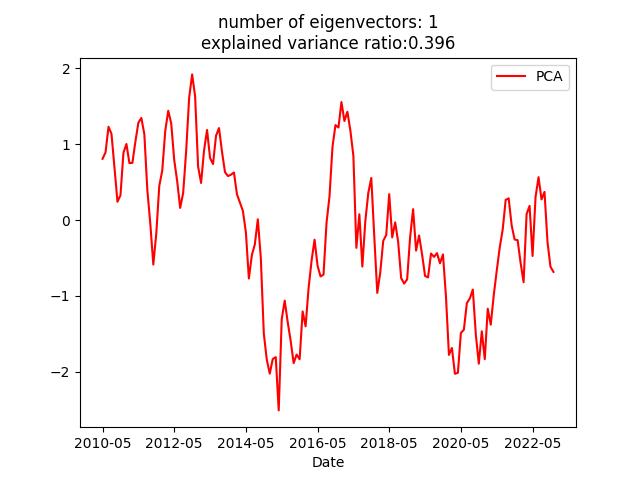 number of eigenvectors: 1
explained variance ratio:0.396
PCA
2
1
0
−1
−2
2010-05 2012-05 2014-05 2016-05 2018-05 2020-05 2022-05
Date